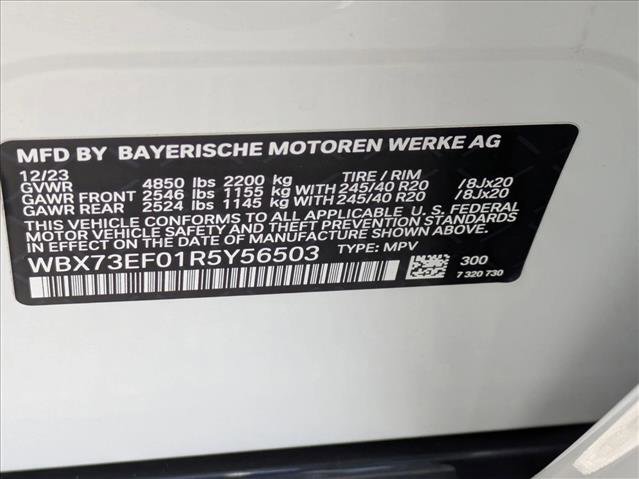 MFD BY BAYERISCHE MOTOREN WERKE AG
12/23 TIRE / RIM
GVWR 4850 lbs 2200 kg
GAWR FRONT 2546 lbs 1155 kg WITH 245/40 R20 /8Jx20
GAWR REAR 2524 lbs 1145 kg WITH 245/40 R20 /8Jx20
THIS VEHICLE CONFORMS TO ALL APPLICABLE U. S. FEDERAL
MOTOR VEHICLE SAFETY AND THEFT PREVENTION STANDARDS
IN EFFECT ON THE DATE OF MANUFACTURE SHOWN ABOVE.
WBX73EF01R5Y56503 TYPE: MPV
300
7 320 730